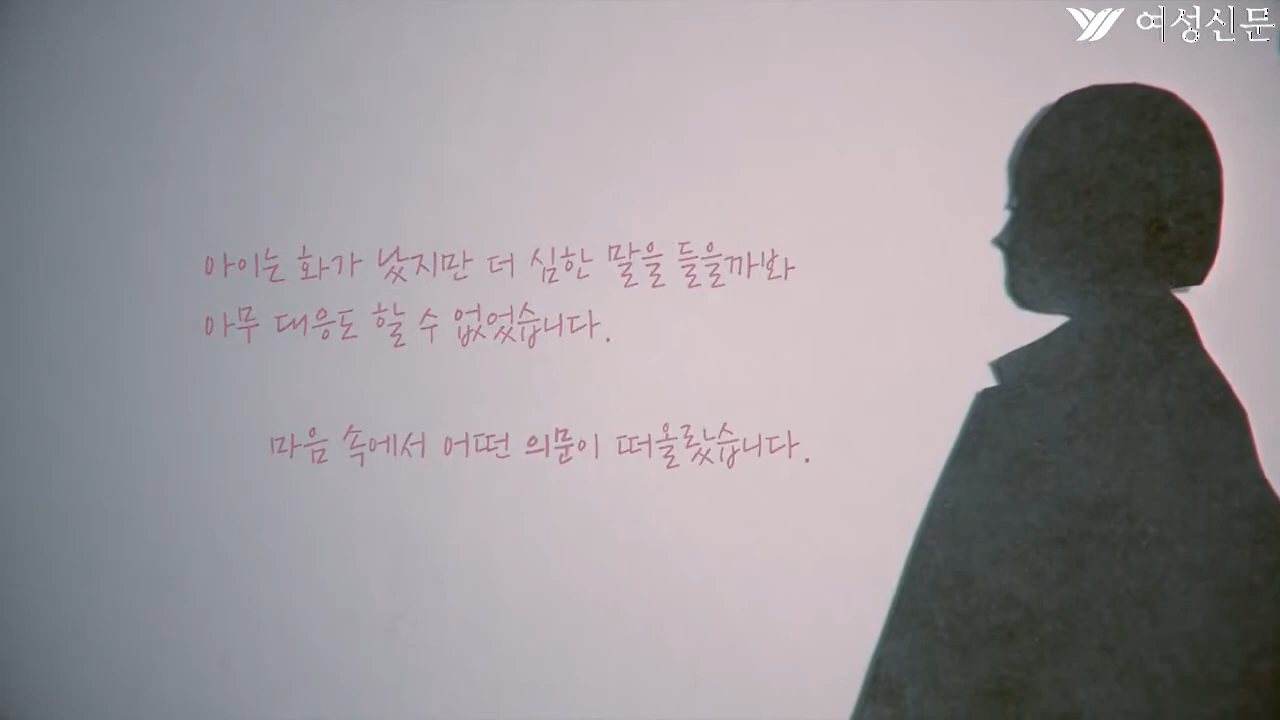 여성신문
아이는 화가 났지만 더 심한 말을 들을까봐
아무 대응도 할 수 없었습니다.
마음 속에서 어떤 의문이 떠올랐습니다.